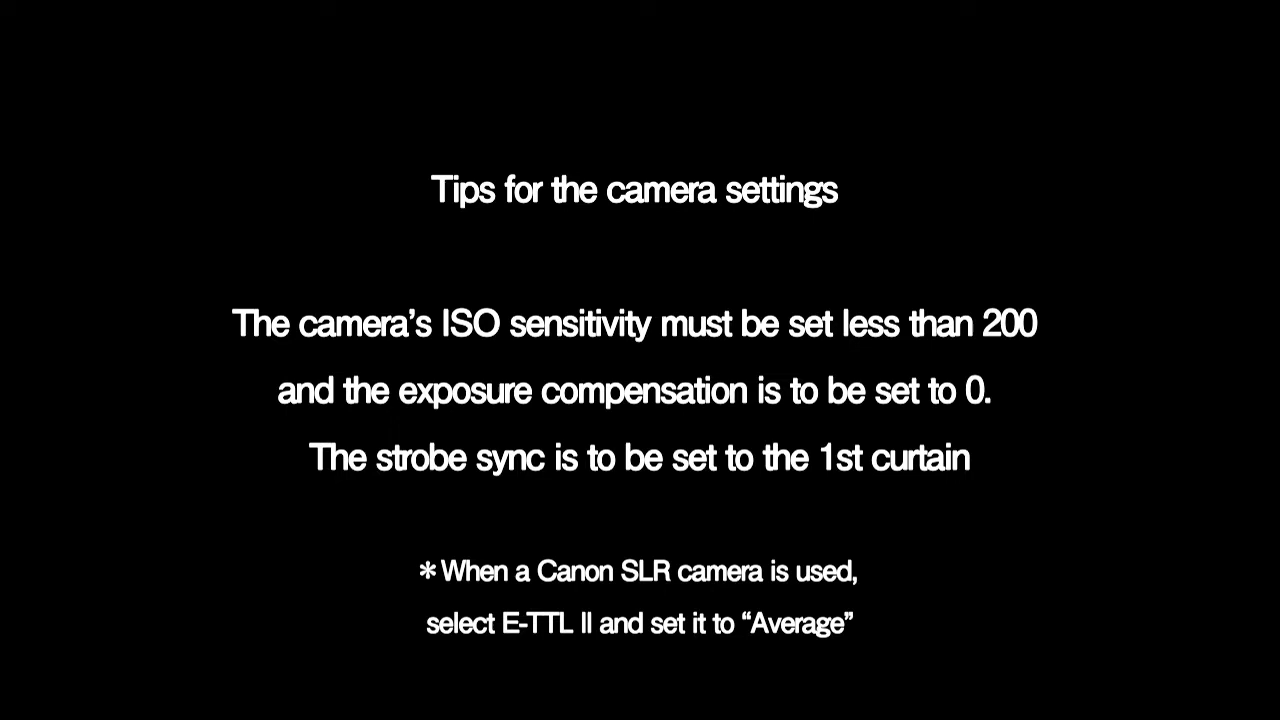 Tips for the camera settings
The camera’s ISO sensitivity must be set less than 200
and the exposure compensation is to be set to 0.
The strobe sync is to be set to the 1st curtain
＊When a Canon SLR camera is used,
select E-TTL II and set it to “Average”